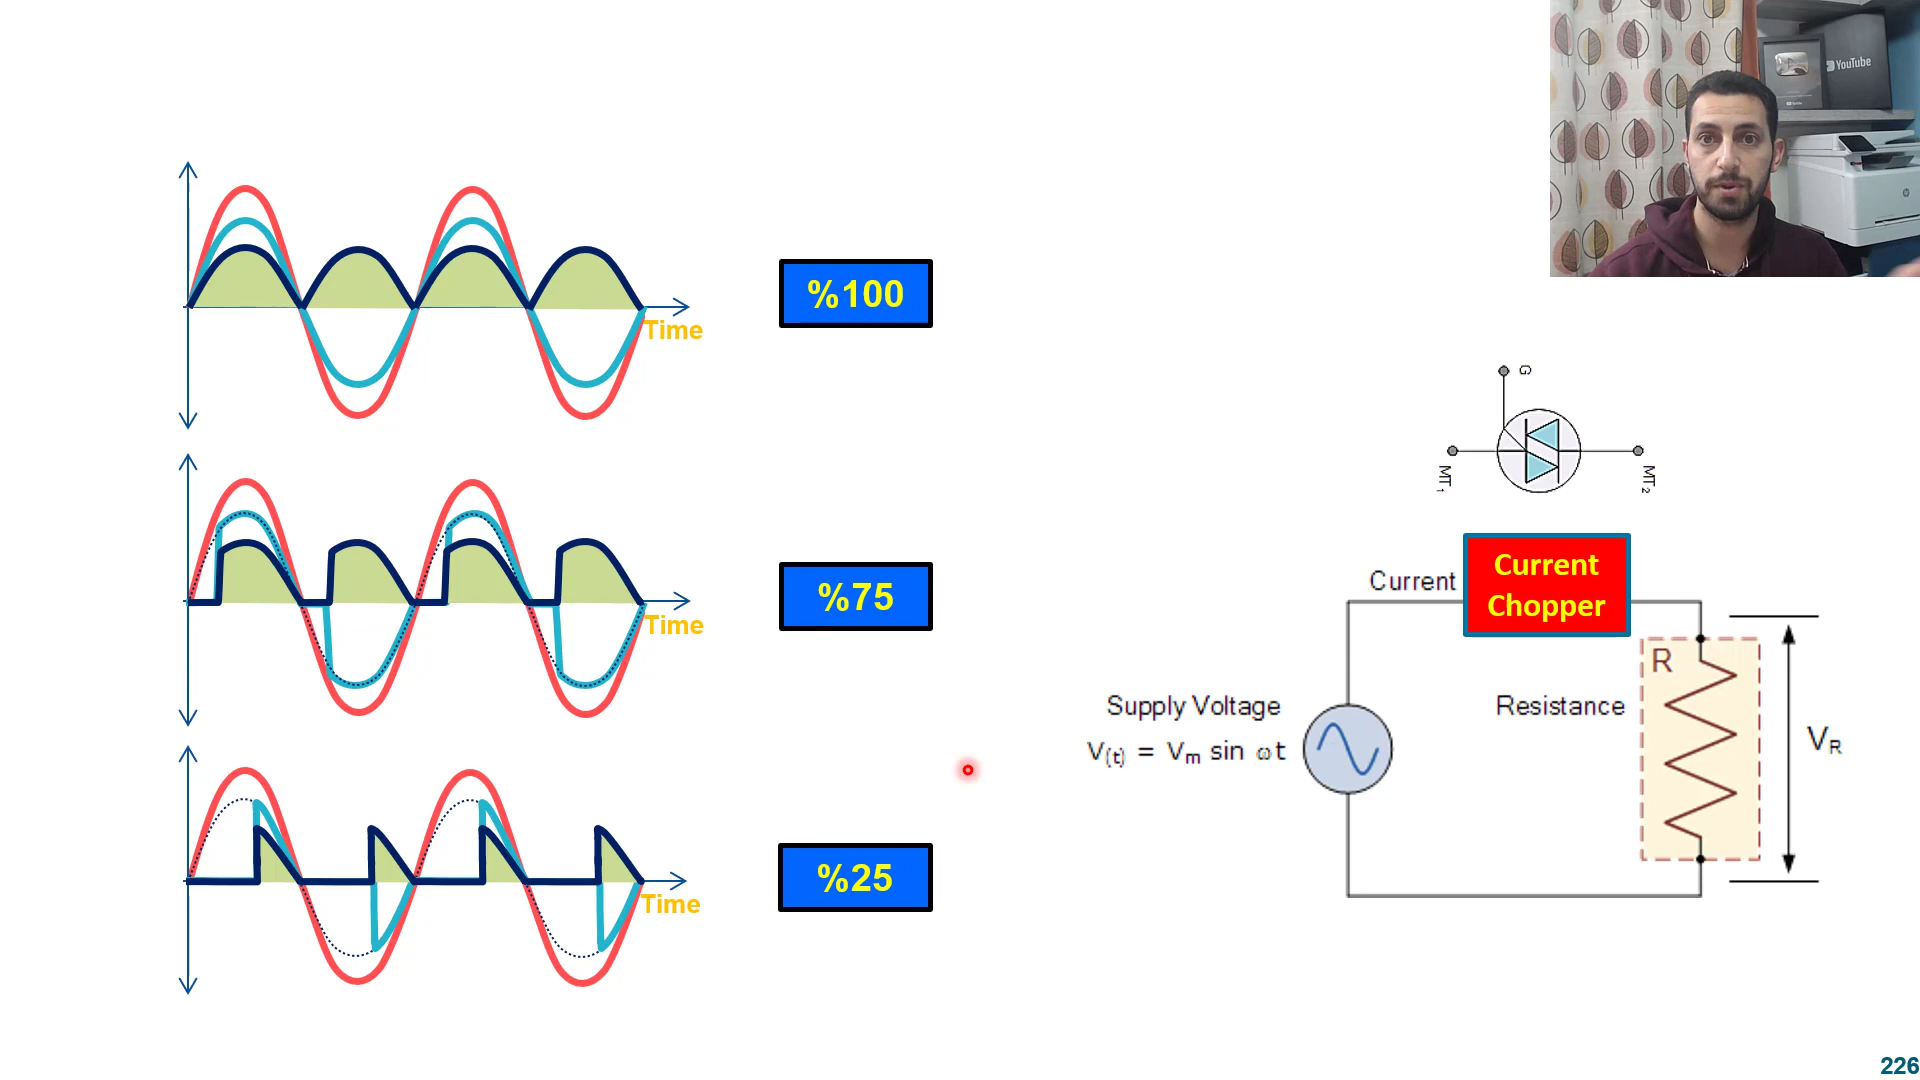 YouTube
%100
Time
G
MT1
MT2
Current
Chopper
Current
%75
Time
R
Supply Voltage
Resistance
V(t) = Vm sin ωt
VR
%25
Time
226